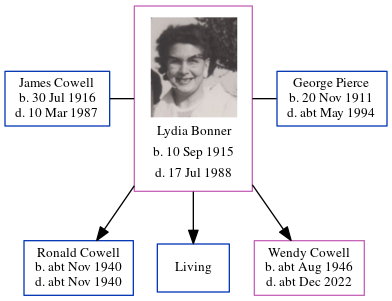 James Cowell
b. 30 Jul 1916
d. 10 Mar 1987
Lydia Bonner
b. 10 Sep 1915
d. 17 Jul 1988
George Pierce
b. 20 Nov 1911
d. abt May 1994
Ronald Cowell
b. abt Nov 1940
d. abt Nov 1940
Living
Wendy Cowell
b. abt Aug 1946
d. abt Dec 2022